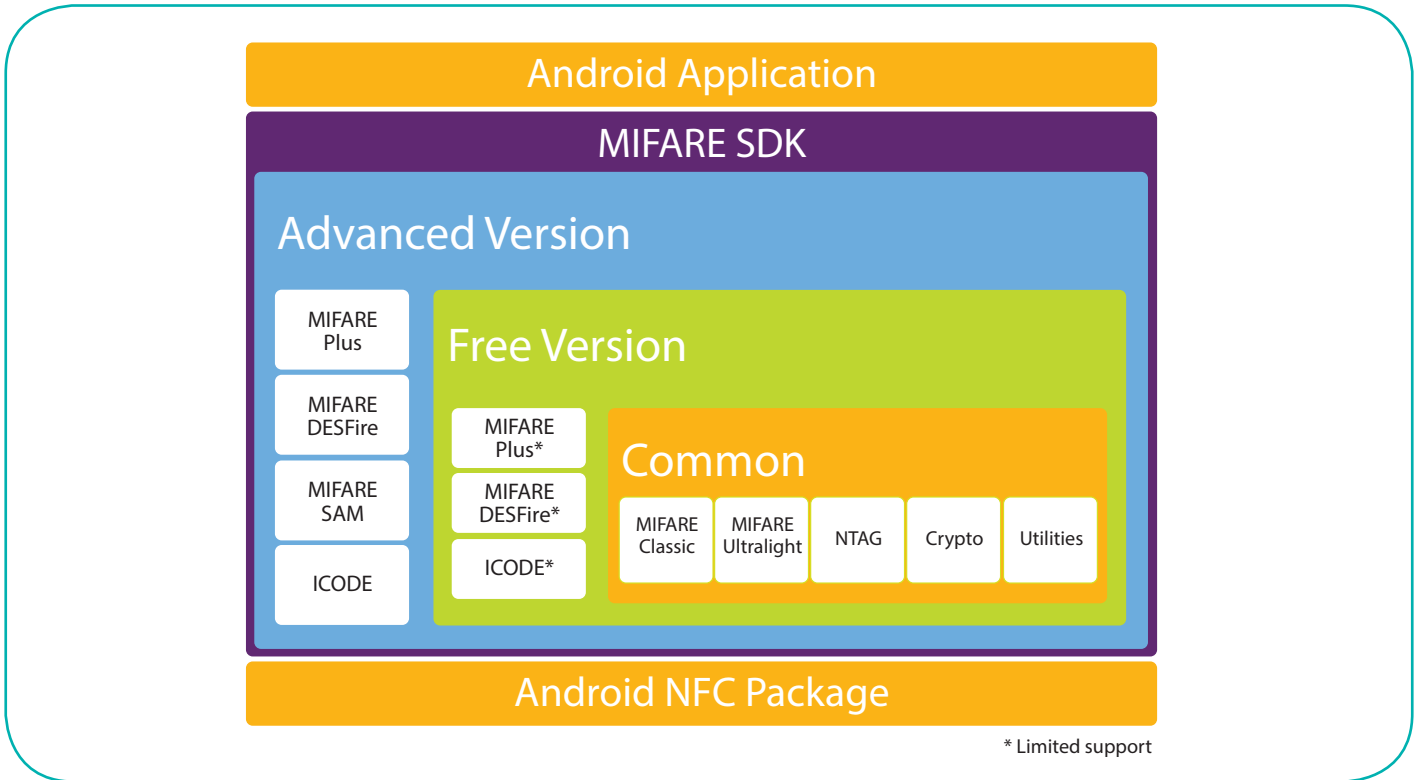 Android Application
MIFARE SDK
Advanced Version
MIFARE
Plus
MIFARE
DESFire
MIFARE
SAM
ICODE
Free Version
MIFARE
Plus*
MIFARE
DESFire*
ICODE*
Common
MIFARE
Classic
MIFARE
Ultralight
NTAG
Crypto
Utilities
Android NFC Package
* Limited support